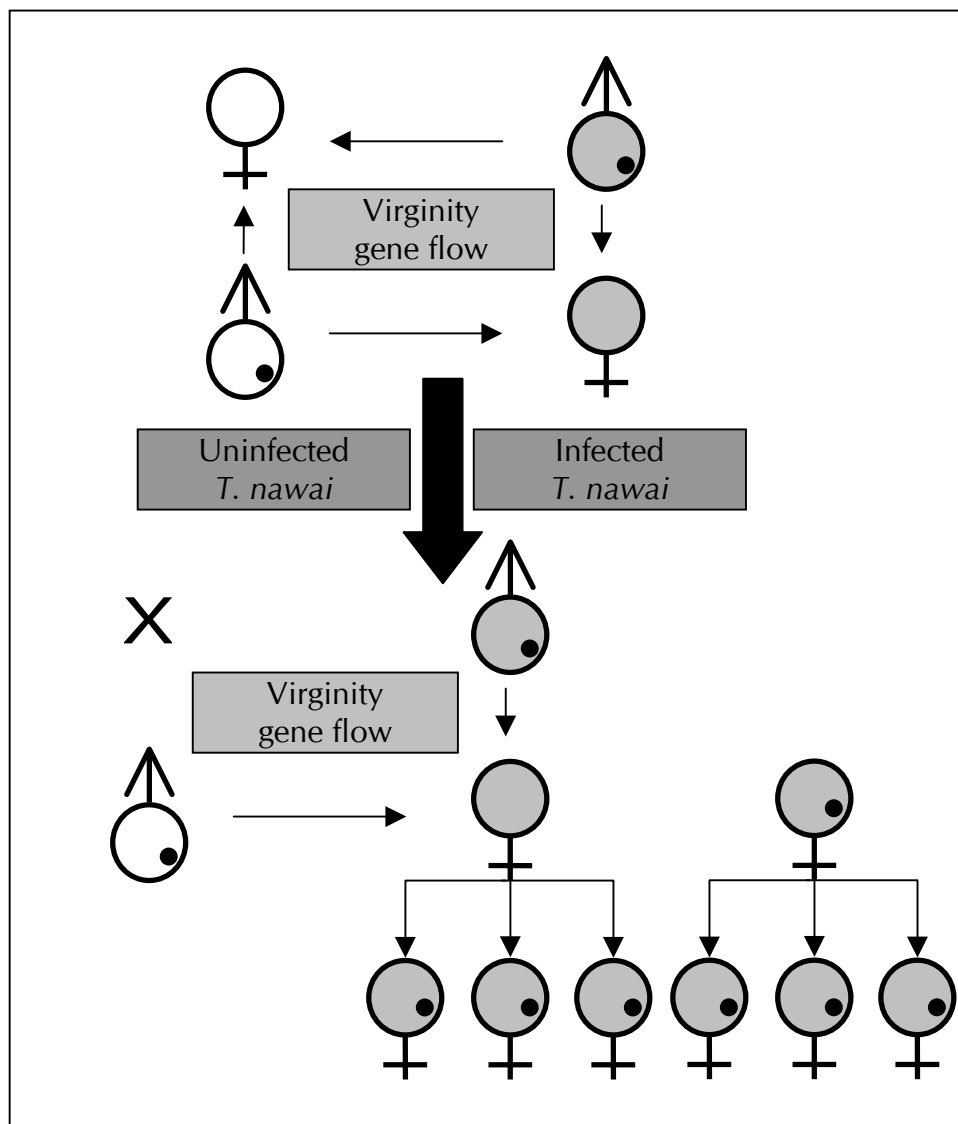 Virginity
gene flow
Uninfected
T. nawai
Infected
T. nawai
X
Virginity
gene flow